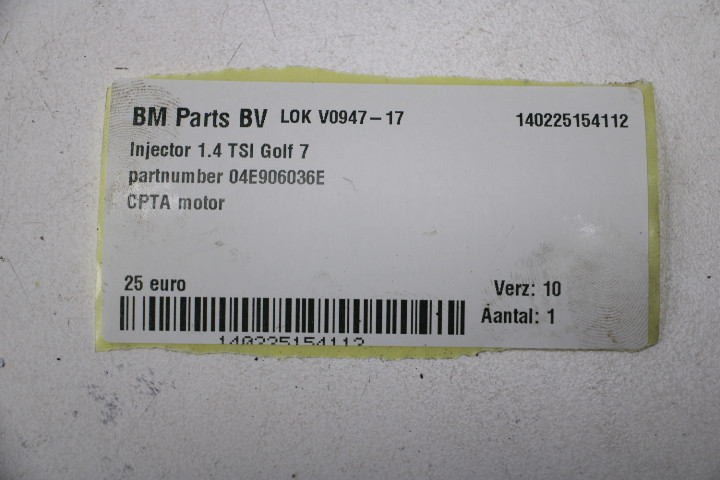 BM Parts BV LOK V0947-17 140225154112
Injector 1.4 TSI Golf 7
partnumber 04E906036E
CPTA motor
25 euro Verz: 10
Aantal: 1
140225154112